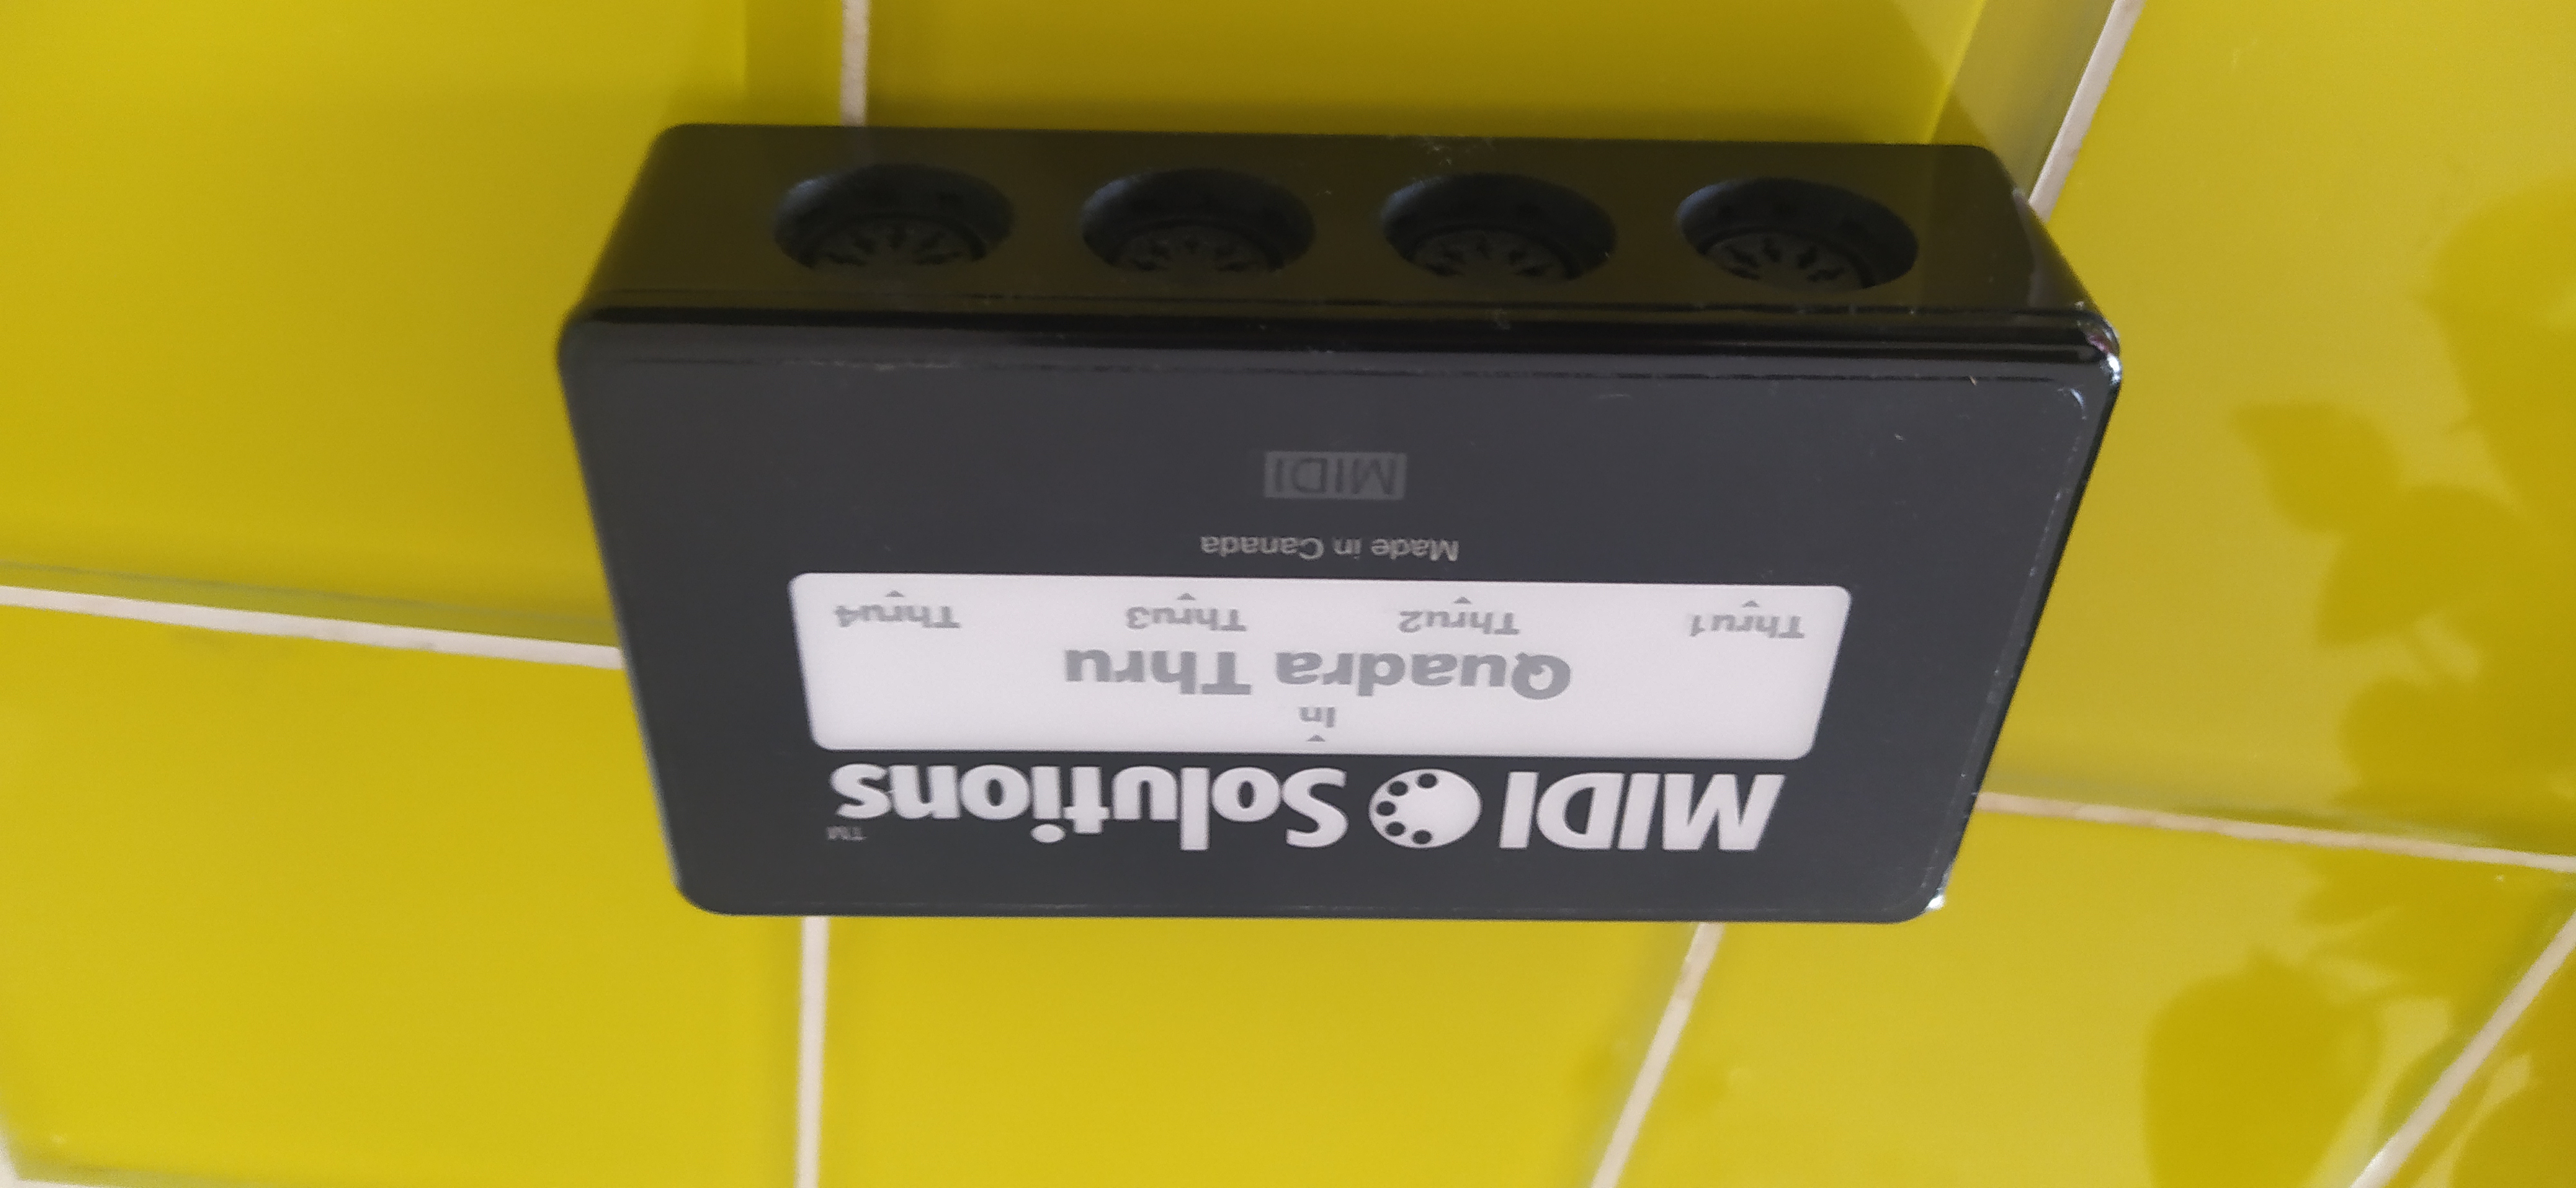 MIDI Solutions™
In
Quadra Thru
Thru1 Thru2 Thru3 Thru4
Made in Canada
MIDI